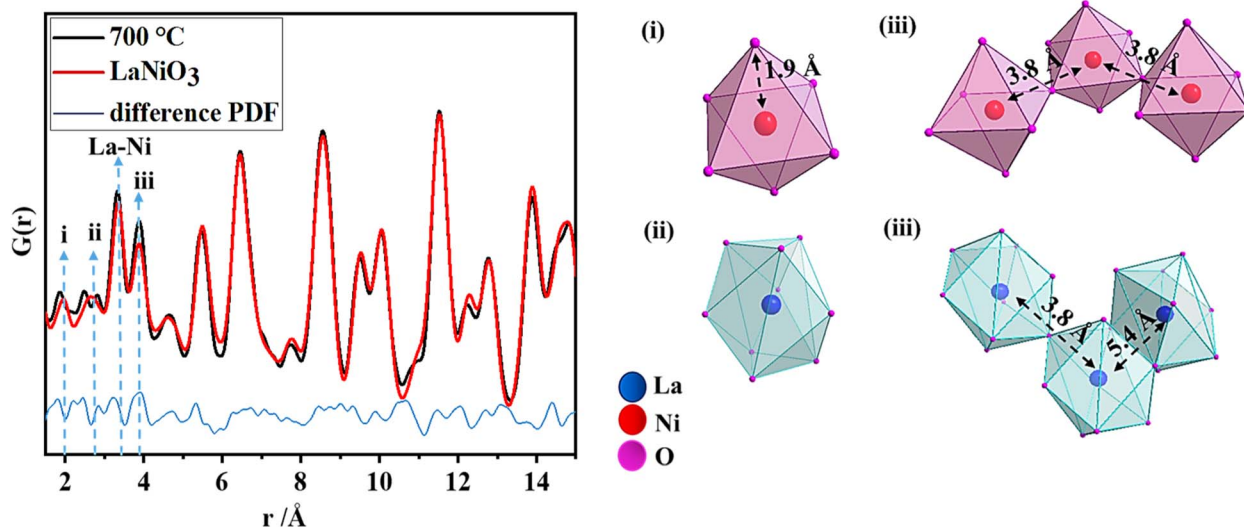 700 °C
LaNiO3
difference PDF
La-Ni
i
ii
iii
G(r)
2
4
6
8
10
12
14
r /Å
(i)
1.9 Å
(iii)
3.8 Å
3.8 Å
(ii)
La
Ni
O
(iii)
3.8 Å
5.4 Å